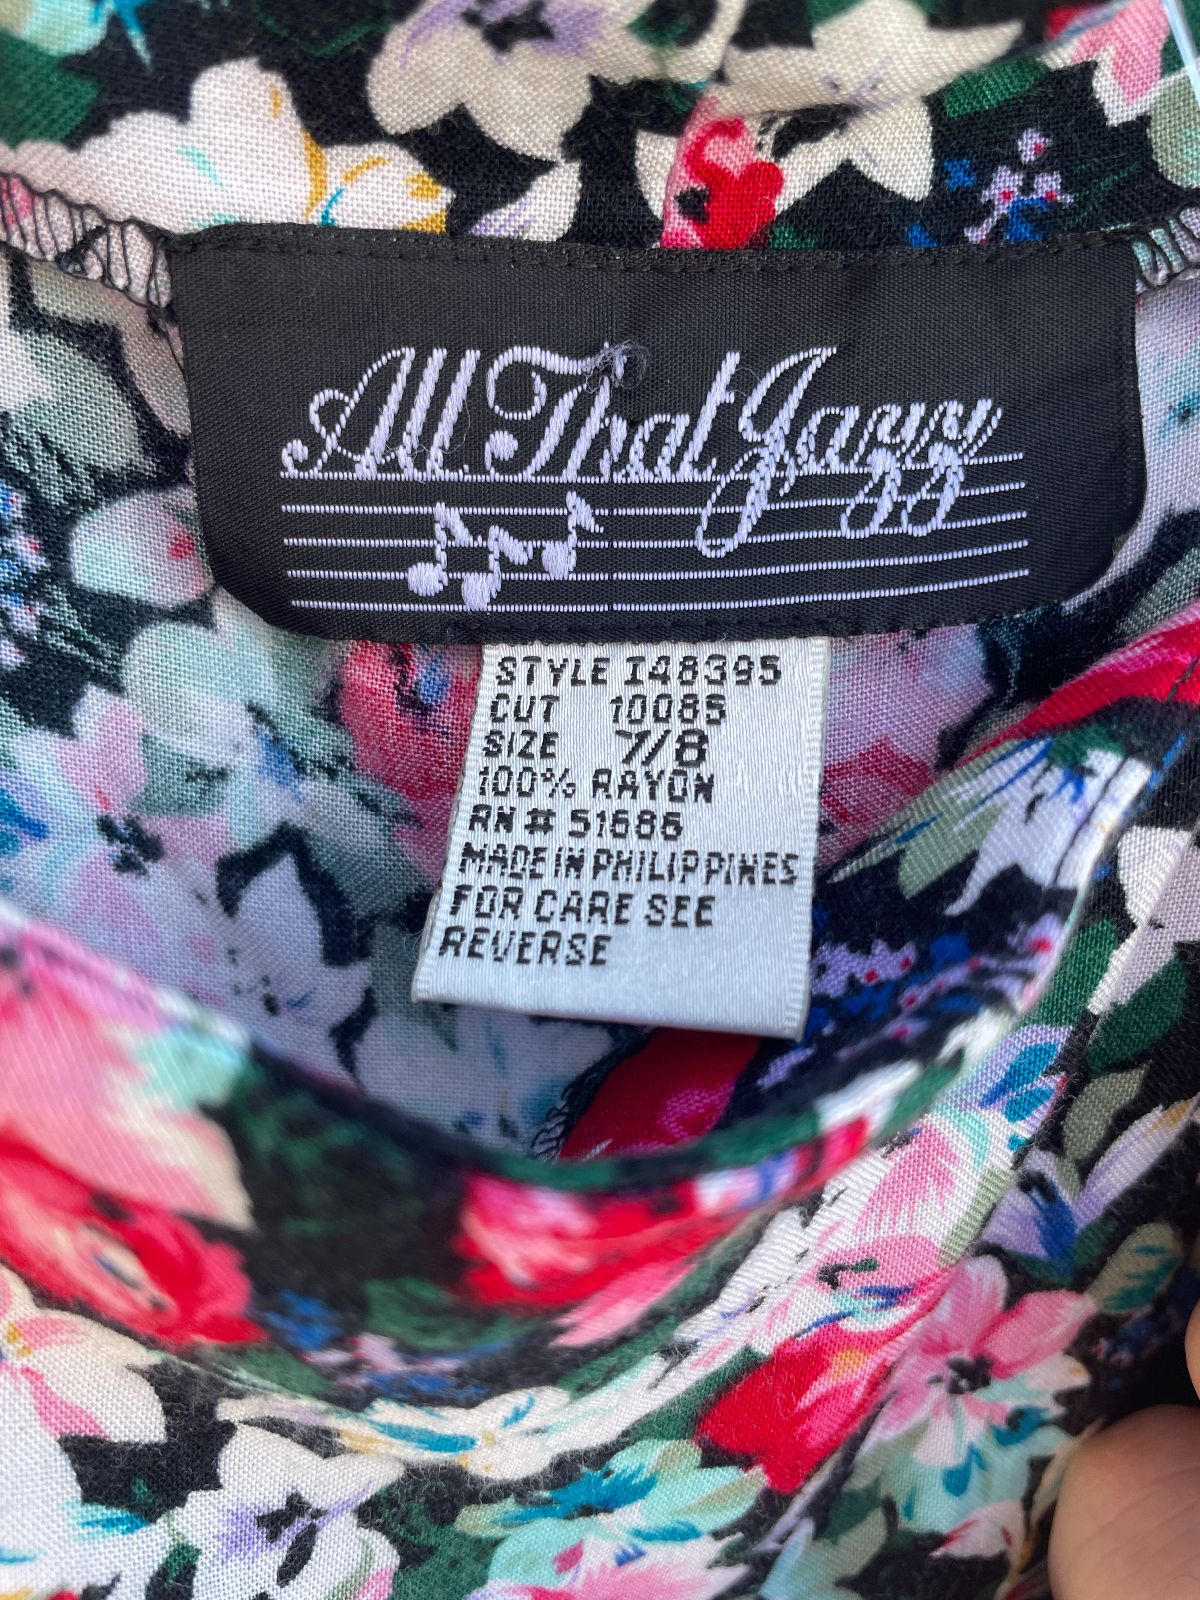 All That Jazz
STYLE I48395
CUT 10085
SIZE 7/8
100% RAYON
RN # 51686
MADE IN PHILIPPINES
FOR CARE SEE
REVERSE